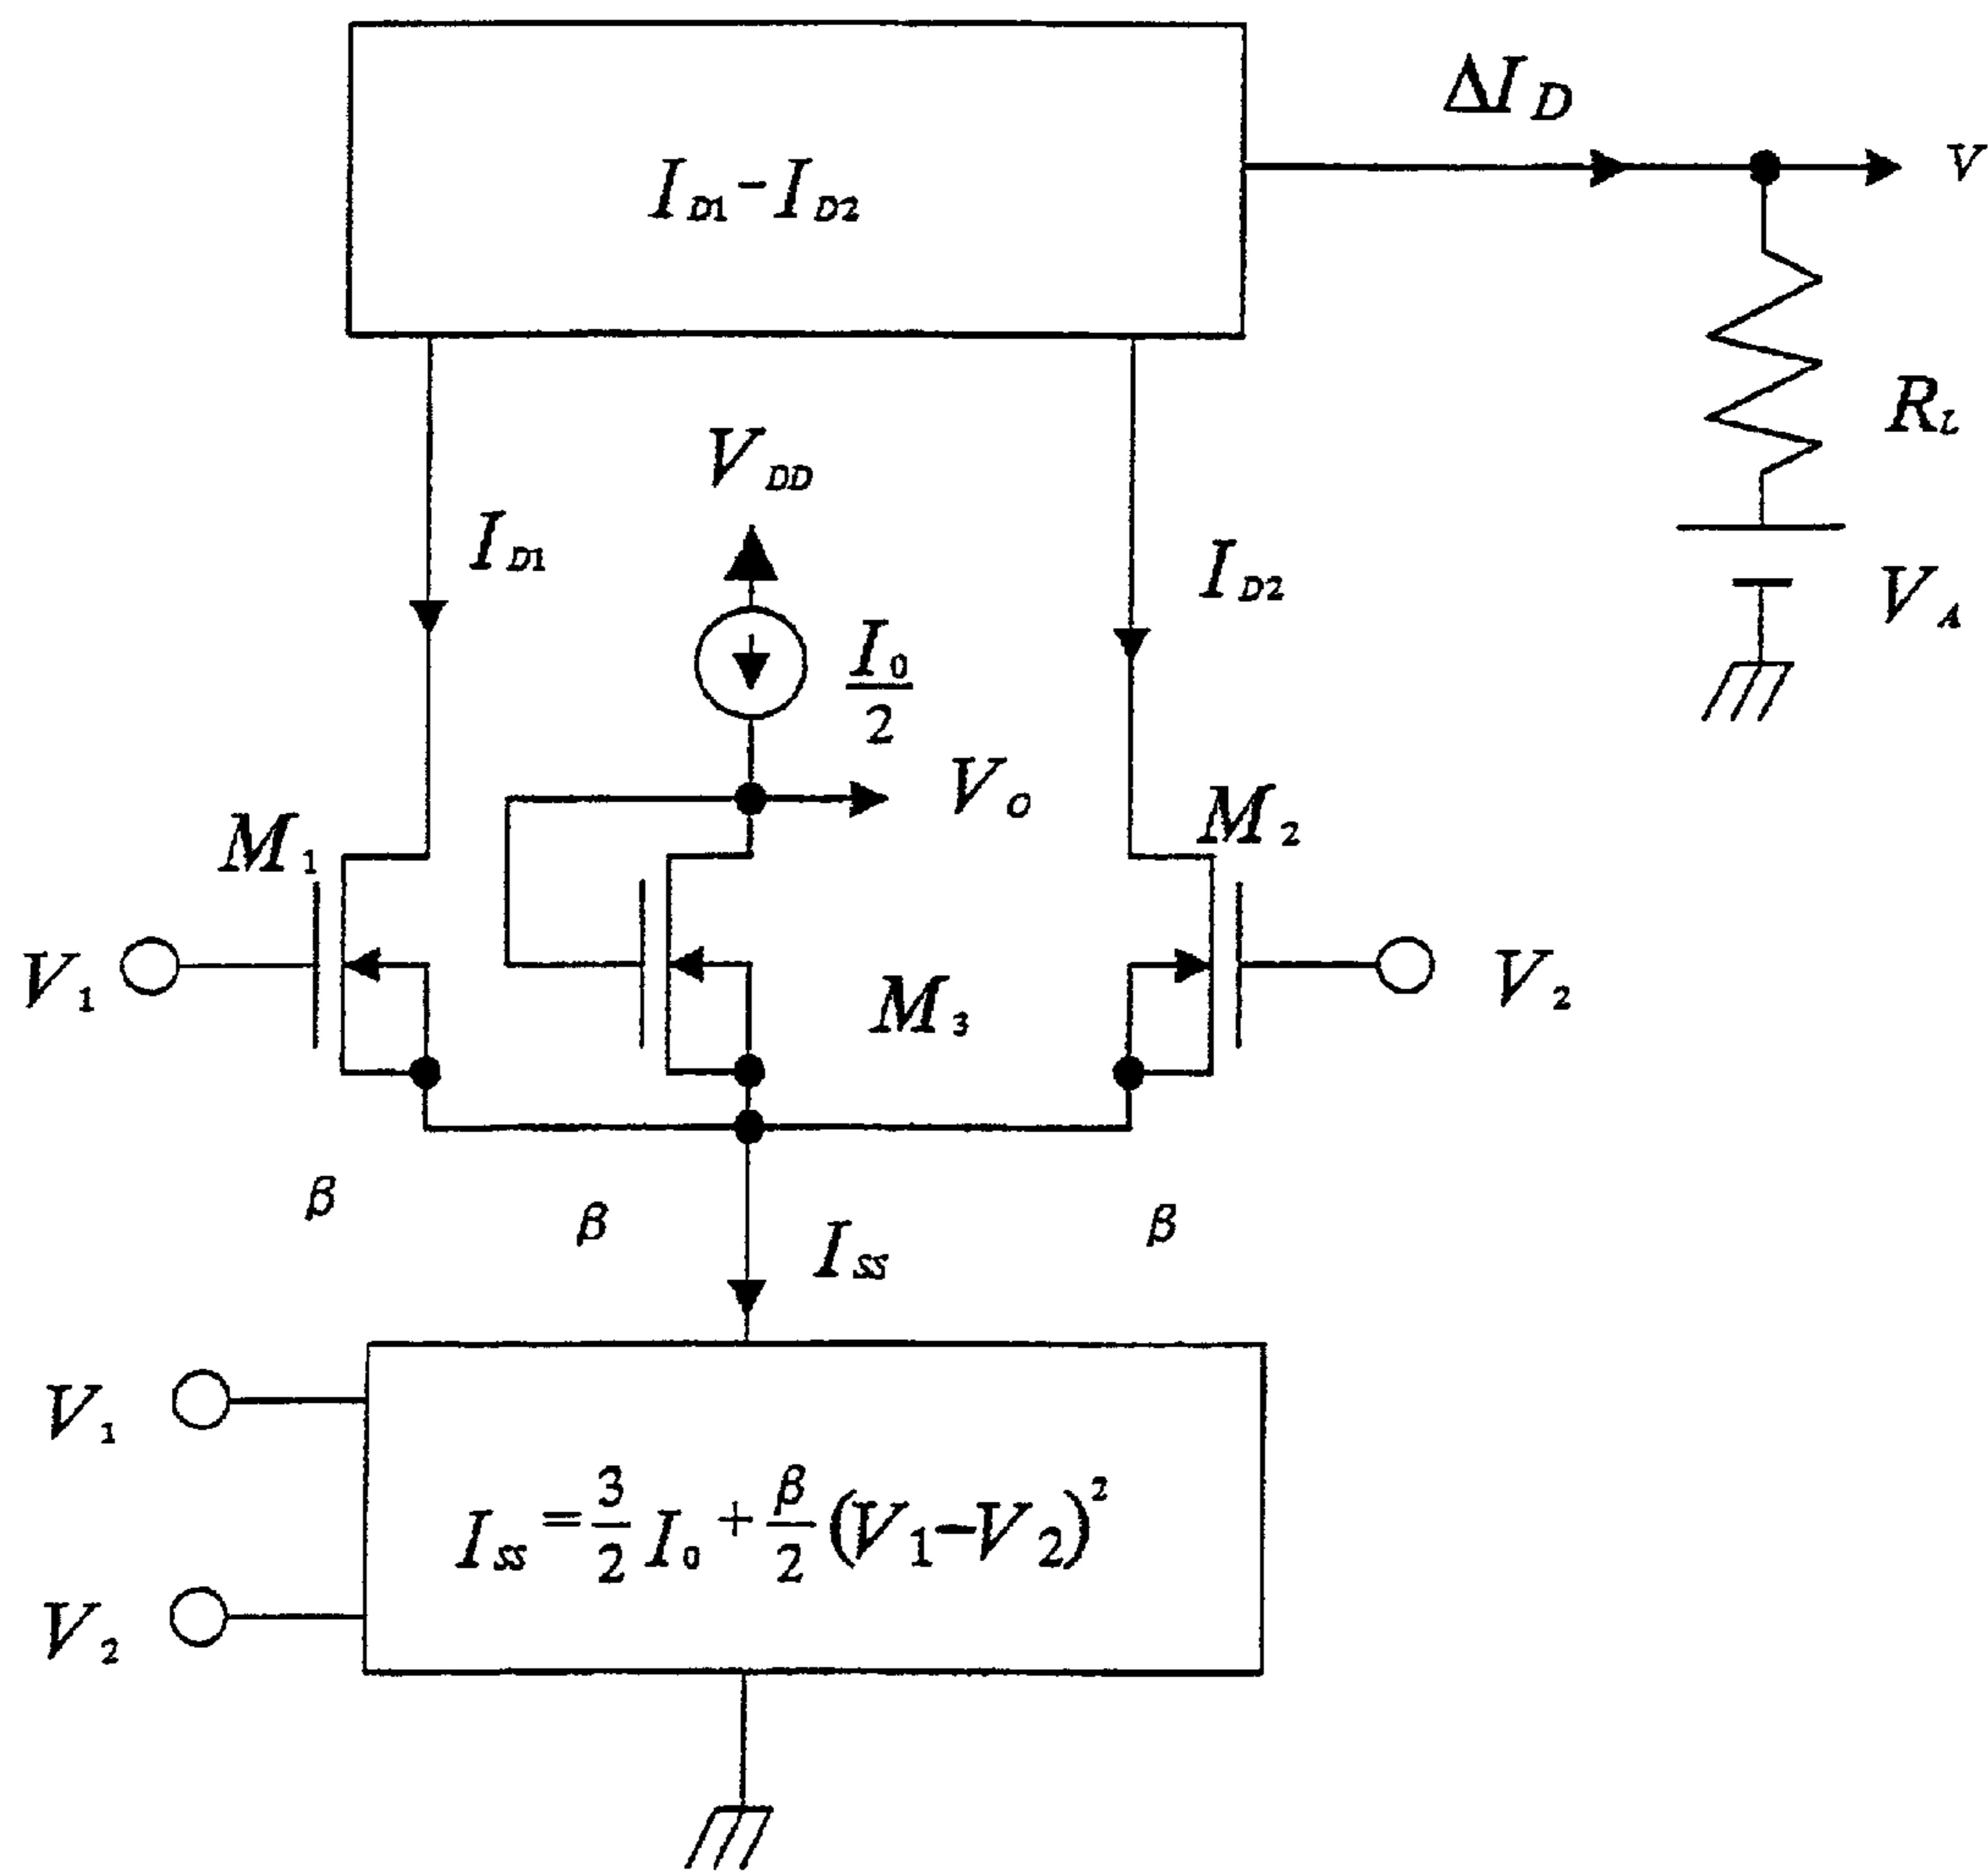 ΔI_D
V
I_D1-I_D2
R_L
V_DD
I_D1
I_D2
V_A
I_0/2
V_O
M_1
M_2
V_1
M_3
V_2
β
β
β
I_SS
V_1
I_SS=3/2 I_0+β/2(V_1-V_2)^2
V_2